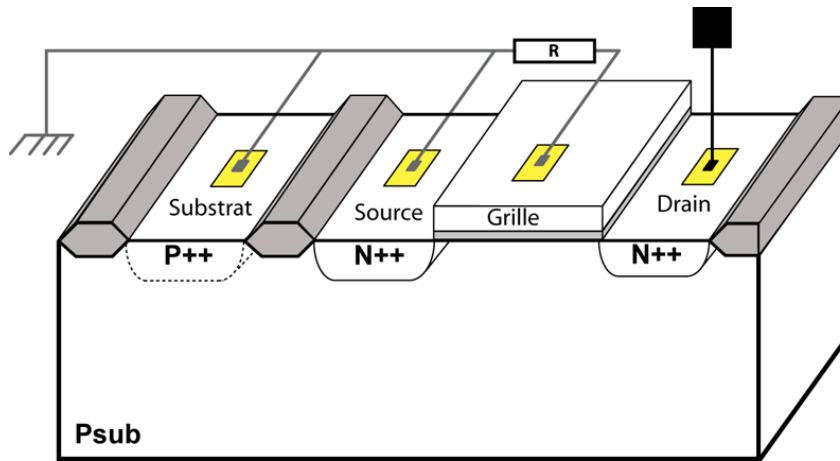 R
Substrat
Source
Grille
Drain
P++
N++
N++
Psub